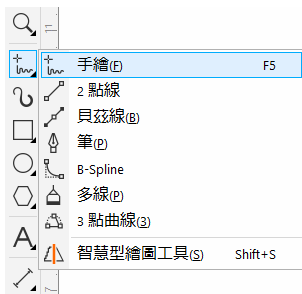 手繪(F) F5
2 點線
貝茲線(B)
筆(P)
B-Spline
多線(P)
3 點曲線(3)
智慧型繪圖工具(S) Shift+S